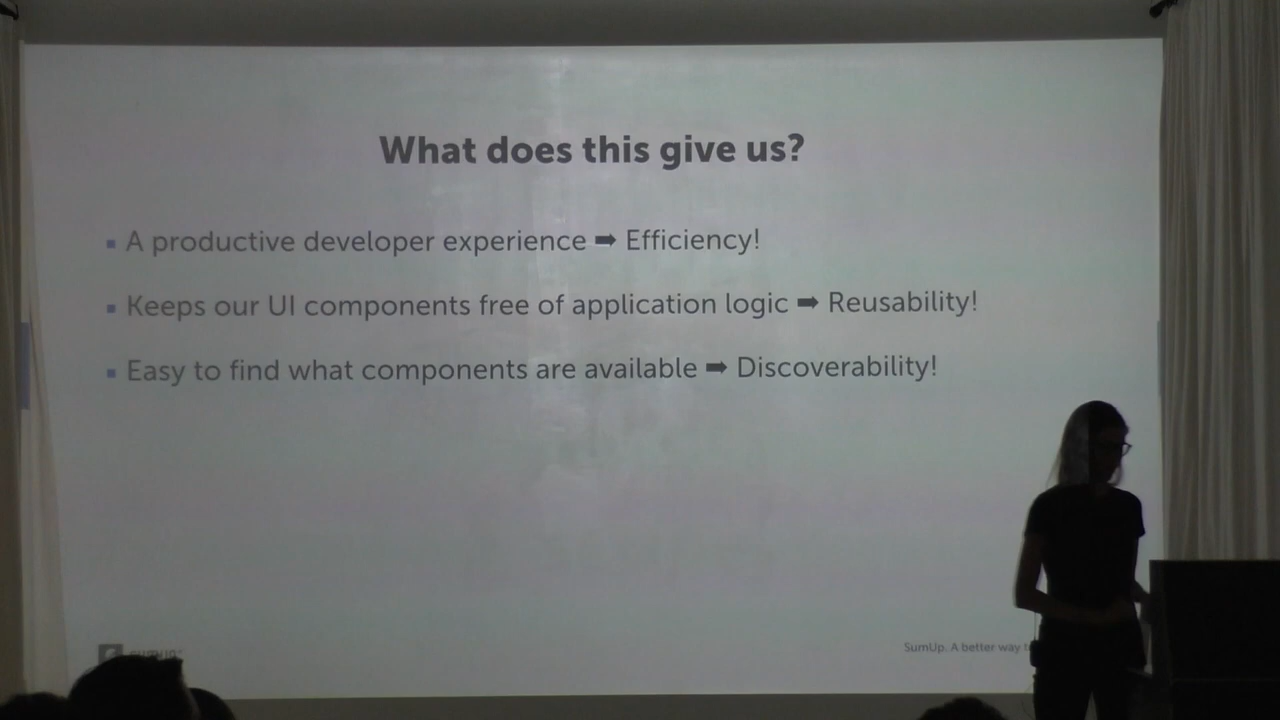 What does this give us?
▪ A productive developer experience ➡ Efficiency!
▪ Keeps our UI components free of application logic ➡ Reusability!
▪ Easy to find what components are available ➡ Discoverability!
sumup
SumUp. A better way